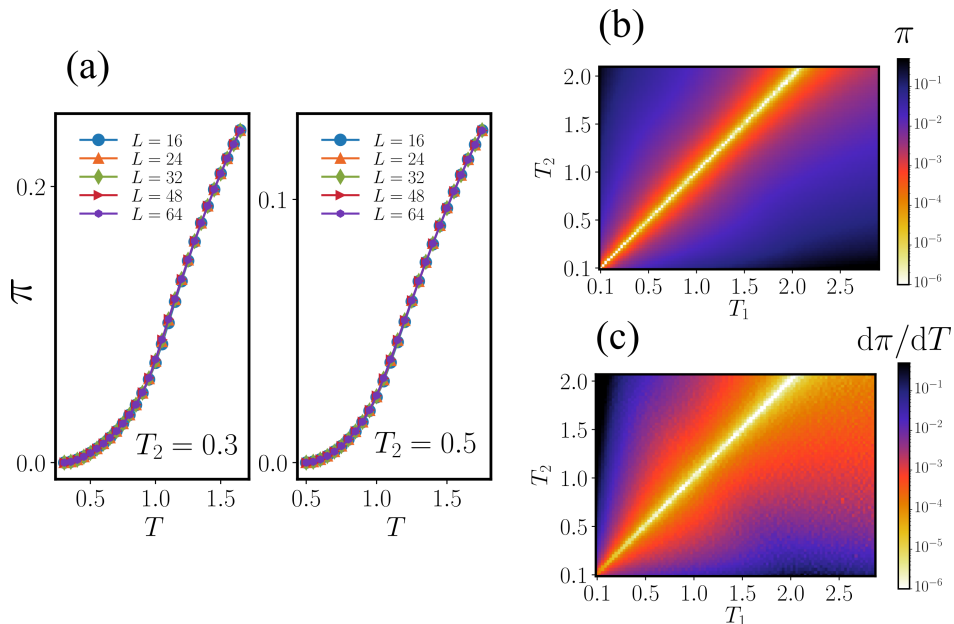 (a)
π
0.2
0.0
L = 16
L = 24
L = 32
L = 48
L = 64
T₂ = 0.3
0.5 1.0 1.5
T
0.1
0.0
L = 16
L = 24
L = 32
L = 48
L = 64
T₂ = 0.5
0.5 1.0 1.5
T
(b)
π
T₂
2.0
1.5
1.0
0.5
0.1
0.1 0.5 1.0 1.5 2.0 2.5
T₁
10⁻¹
10⁻²
10⁻³
10⁻⁴
10⁻⁵
10⁻⁶
(c)
dπ/dT
T₂
2.0
1.5
1.0
0.5
0.1
0.1 0.5 1.0 1.5 2.0 2.5
T₁
10⁻¹
10⁻²
10⁻³
10⁻⁴
10⁻⁵
10⁻⁶